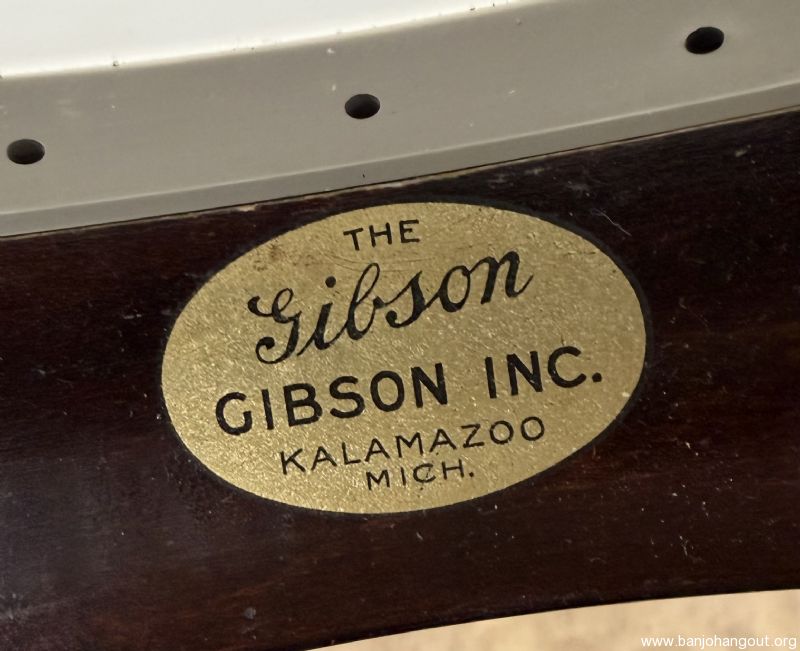 THE
Gibson
GIBSON INC.
KALAMAZOO
MICH.
www.banjohangout.org